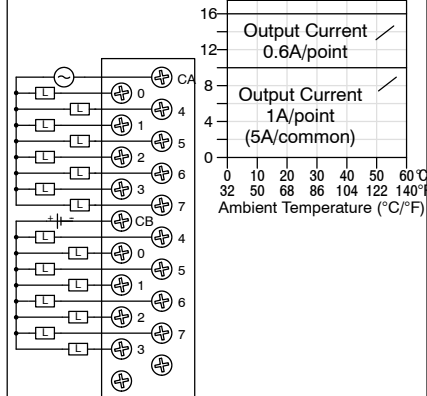 16
Output Current
0.6A/point
12
8
Output Current
1A/point
(5A/common)
4
0
0 10 20 30 40 50 60°C
32 50 68 86 104 122 140°F
Ambient Temperature (°C/°F)
CA
L 0
L 4
L 1
L 5
L 2
L 6
L 3
L 7
+ - CB
L 4
L 0
L 5
L 1
L 6
L 2
L 7
L 3